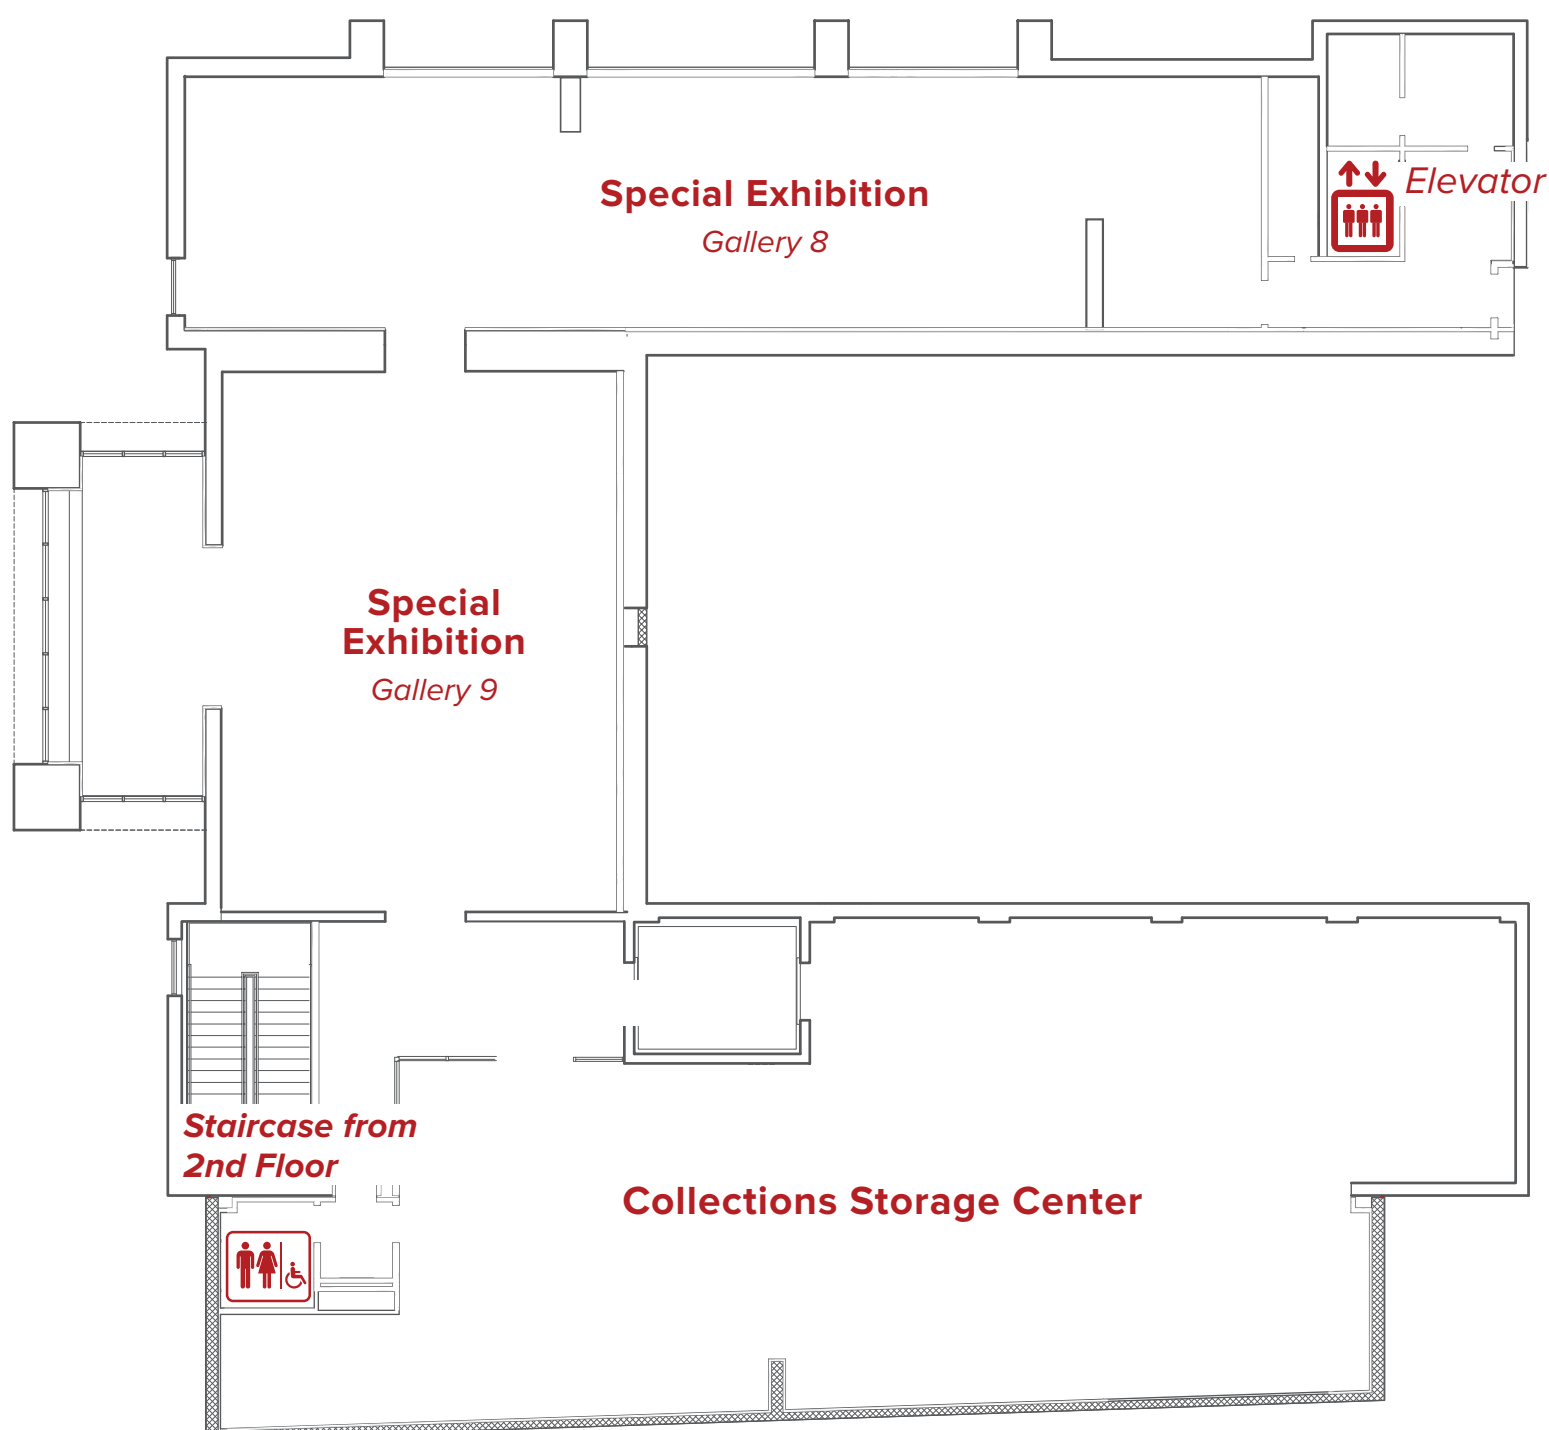 Special Exhibition
Gallery 8
Elevator
Special
Exhibition
Gallery 9
Staircase from
2nd Floor
Collections Storage Center